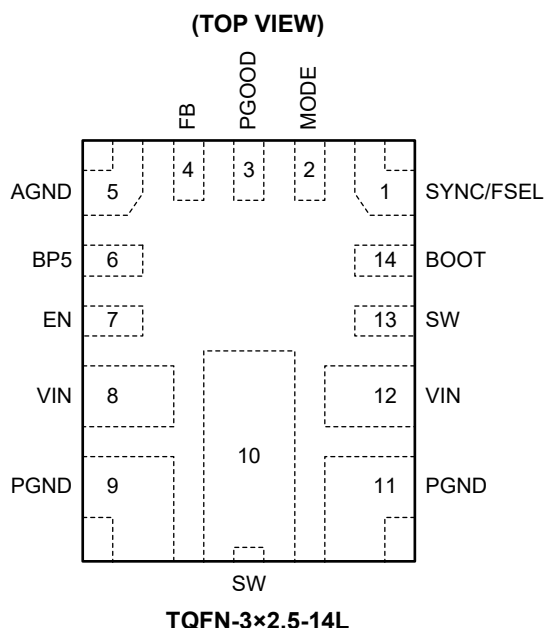 (TOP VIEW)
FB
PGOOD
MODE
4
3
2
AGND
5
1
SYNC/FSEL
BP5
6
14
BOOT
EN
7
13
SW
VIN
8
12
VIN
10
PGND
9
11
PGND
SW
TQFN-3×2.5-14L